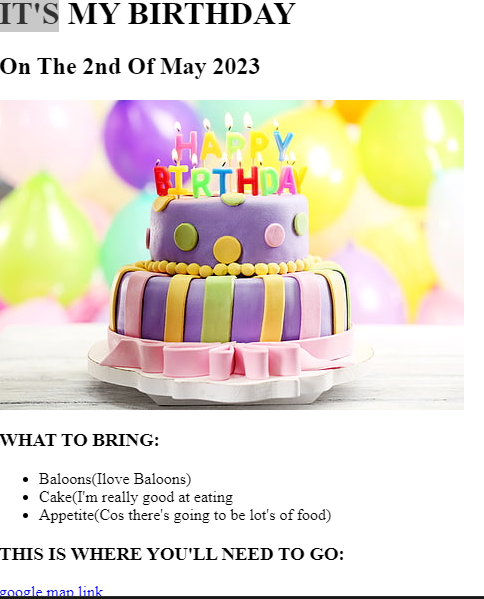 IT'S MY BIRTHDAY
On The 2nd Of May 2023
HAPPY
BIRTHDAY
WHAT TO BRING:
Baloons(Ilove Baloons)
Cake(I'm really good at eating
Appetite(Cos there's going to be lot's of food)
THIS IS WHERE YOU'LL NEED TO GO:
google map link